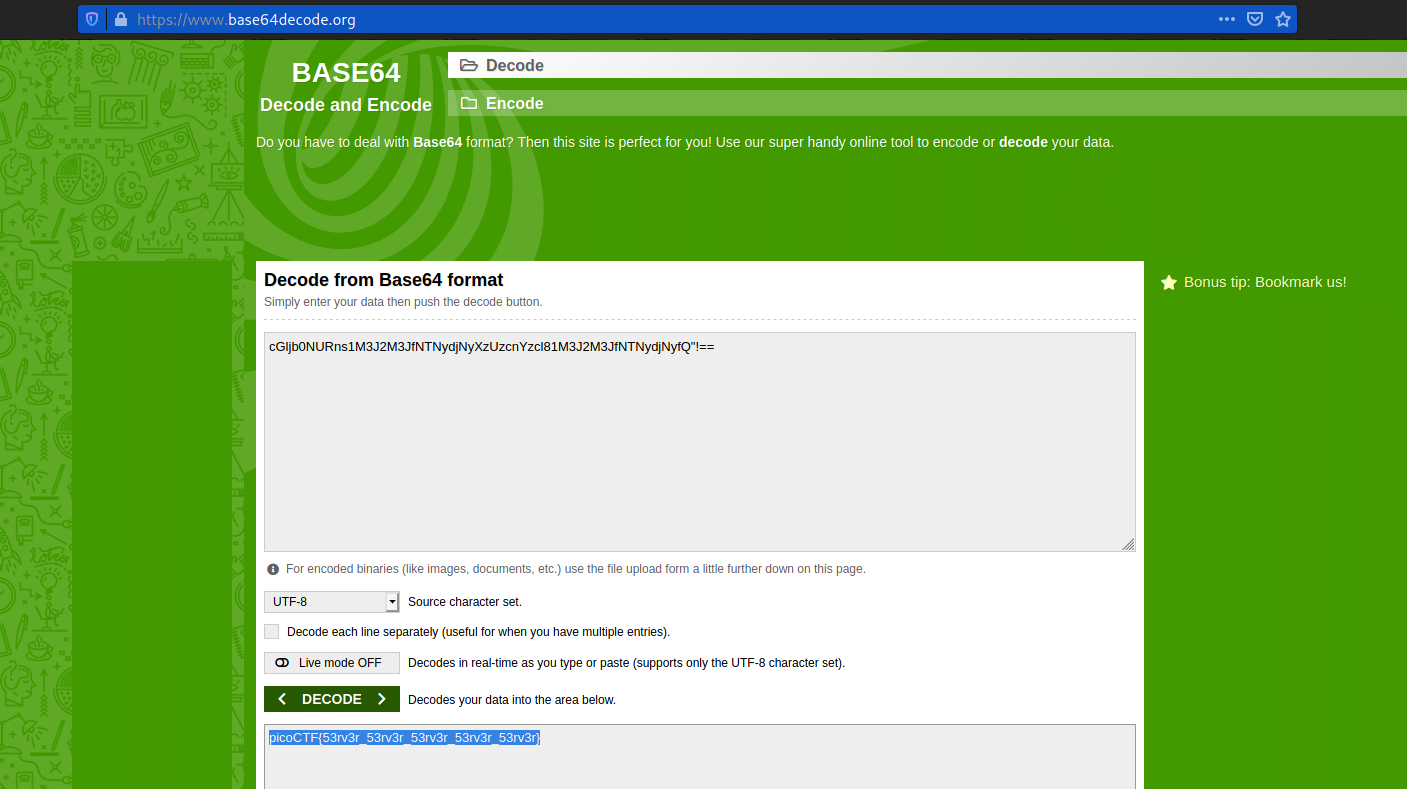 https://www.base64decode.org
BASE64
Decode and Encode
Decode
Encode
Do you have to deal with Base64 format? Then this site is perfect for you! Use our super handy online tool to encode or decode your data.
Decode from Base64 format
Simply enter your data then push the decode button.
Bonus tip: Bookmark us!
cGljb0NURns1M3J2M3JfNTNydjNyXzUzcnYzcl81M3J2M3JfNTNydjNyfQ"!==
For encoded binaries (like images, documents, etc.) use the file upload form a little further down on this page.
UTF-8 Source character set.
Decode each line separately (useful for when you have multiple entries).
Live mode OFF Decodes in real-time as you type or paste (supports only the UTF-8 character set).
< DECODE > Decodes your data into the area below.
picoCTF{53rv3r_53rv3r_53rv3r_53rv3r_53rv3r}